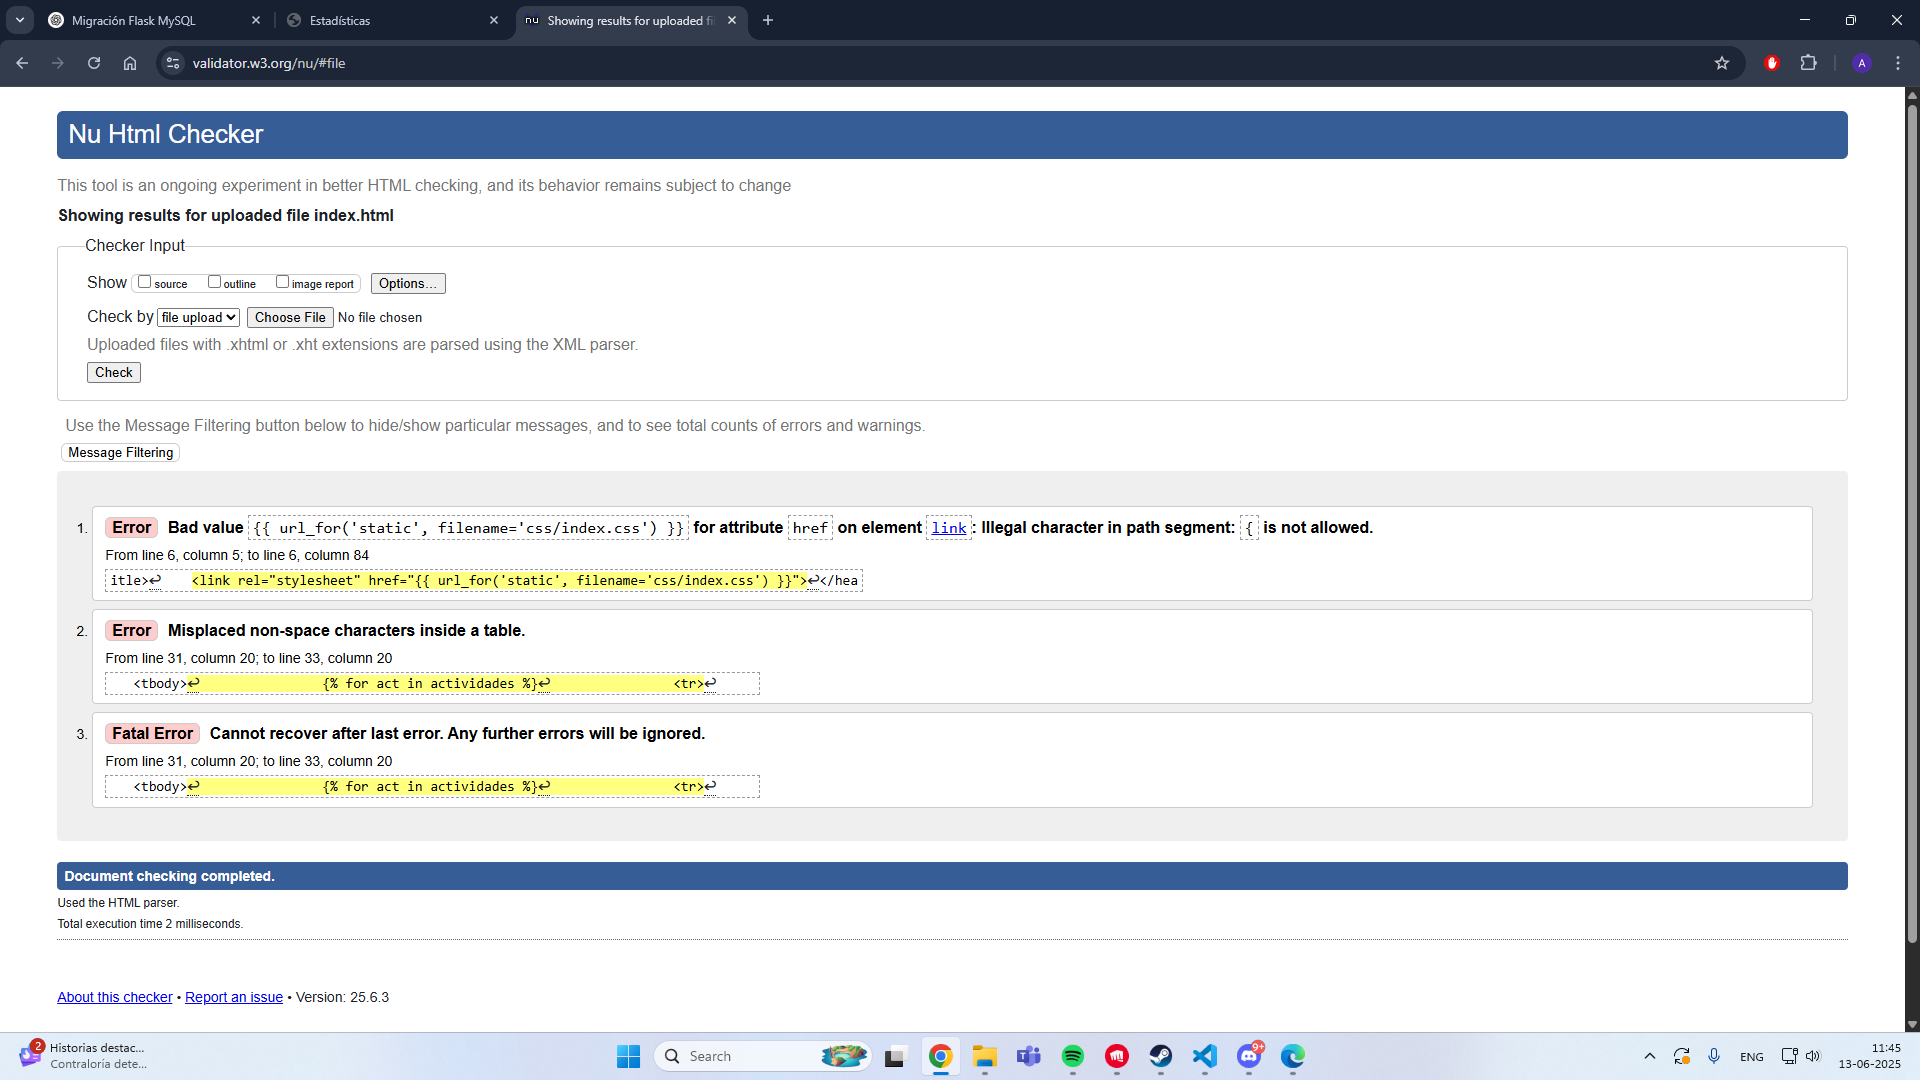 Migración Flask MySQL
Estadísticas
nu Showing results for uploaded fi
validator.w3.org/nu/#file
A
Nu Html Checker
This tool is an ongoing experiment in better HTML checking, and its behavior remains subject to change
Showing results for uploaded file index.html
Checker Input
Show source outline image report Options...
Check by file upload Choose File No file chosen
Uploaded files with .xhtml or .xht extensions are parsed using the XML parser.
Check
Use the Message Filtering button below to hide/show particular messages, and to see total counts of errors and warnings.
Message Filtering
1. Error Bad value {{ url_for('static', filename='css/index.css') }} for attribute href on element link: Illegal character in path segment: { is not allowed.
From line 6, column 5; to line 6, column 84
itle>↩ <link rel="stylesheet" href="{{ url_for('static', filename='css/index.css') }}">↩</hea
2. Error Misplaced non-space characters inside a table.
From line 31, column 20; to line 33, column 20
<tbody>↩ {% for act in actividades %}↩ <tr>↩
3. Fatal Error Cannot recover after last error. Any further errors will be ignored.
From line 31, column 20; to line 33, column 20
<tbody>↩ {% for act in actividades %}↩ <tr>↩
Document checking completed.
Used the HTML parser.
Total execution time 2 milliseconds.
About this checker • Report an issue • Version: 25.6.3
2
Historias destac...
Contraloría dete...
Search
9+
ENG
11:45
13-06-2025